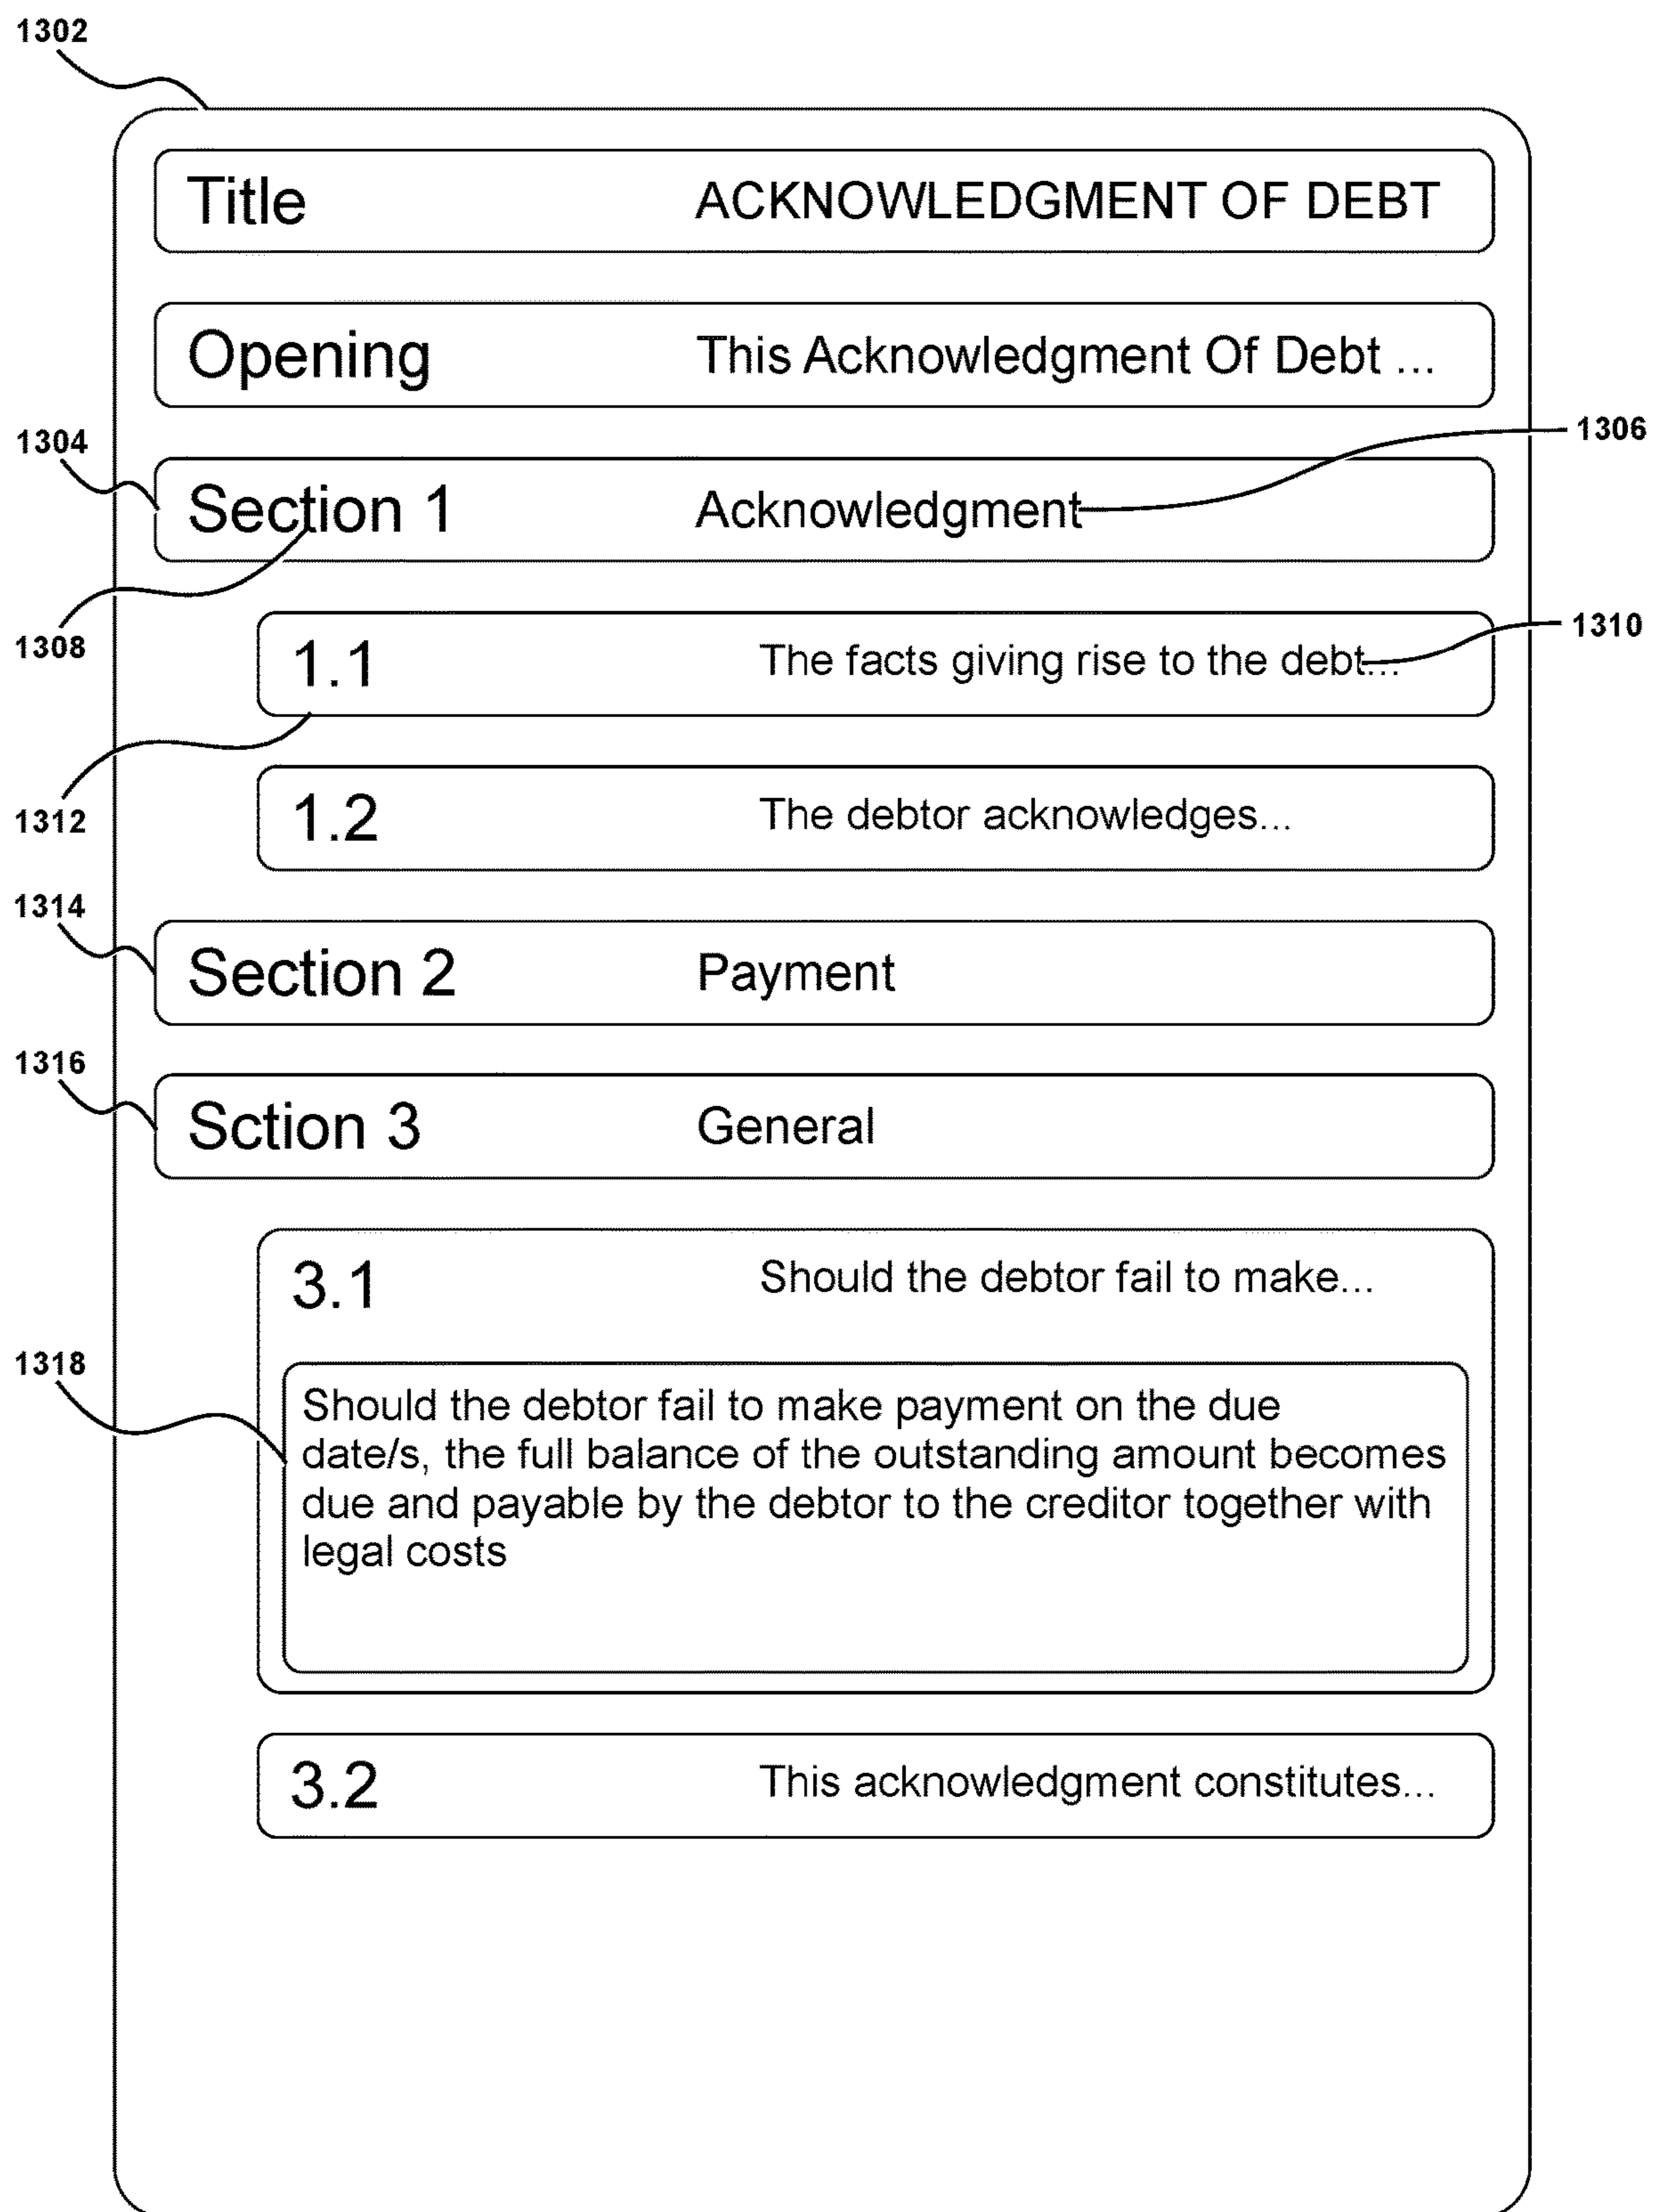 1302
Title ACKNOWLEDGMENT OF DEBT
Opening This Acknowledgment Of Debt ...
1304
1306
Section 1 Acknowledgment
1308
1310
1.1 The facts giving rise to the debt...
1312
1.2 The debtor acknowledges...
1314
Section 2 Payment
1316
Sction 3 General
3.1 Should the debtor fail to make...
1318
Should the debtor fail to make payment on the due
date/s, the full balance of the outstanding amount becomes
due and payable by the debtor to the creditor together with
legal costs
3.2 This acknowledgment constitutes...